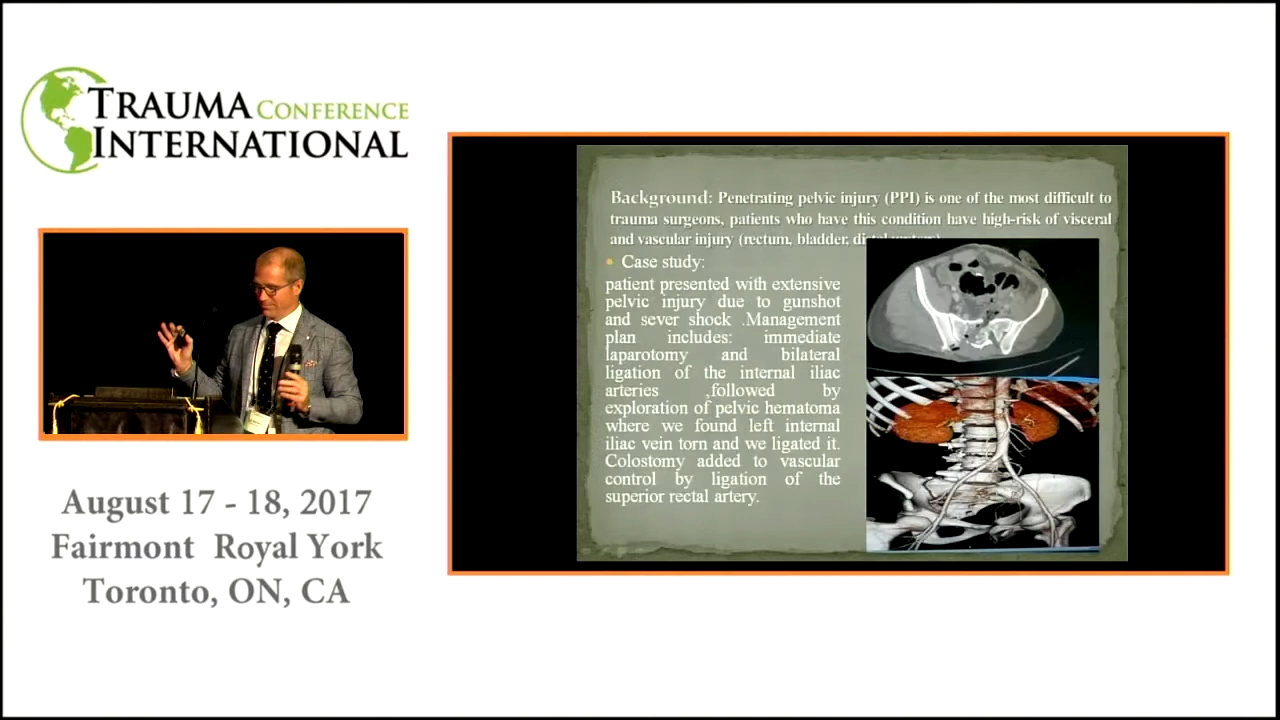 TRAUMA CONFERENCE
INTERNATIONAL
August 17 - 18, 2017
Fairmont Royal York
Toronto, ON, CA
Background: Penetrating pelvic injury (PPI) is one of the most difficult to
trauma surgeons, patients who have this condition have high-risk of visceral
and vascular injury (rectum, bladder,
Case study:
patient presented with extensive
pelvic injury due to gunshot
and sever shock .Management
plan includes: immediate
laparotomy and bilateral
ligation of the internal iliac
arteries ,followed by
exploration of pelvic hematoma
where we found left internal
iliac vein torn and we ligated it.
Colostomy added to vascular
control by ligation of the
superior rectal artery.